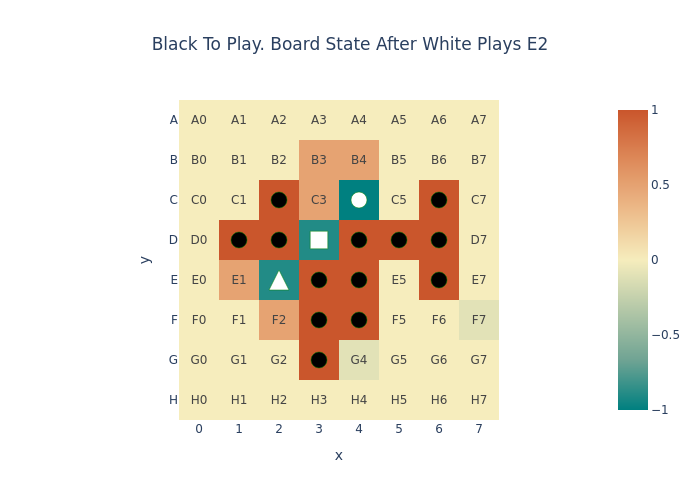 Black To Play. Board State After White Plays E2
A A0 A1 A2 A3 A4 A5 A6 A7
B B0 B1 B2 B3 B4 B5 B6 B7
C C0 C1 C3 C5 C7
D D0 D7
E E0 E1 E5 E7
F F0 F1 F2 F5 F6 F7
G G0 G1 G2 G4 G5 G6 G7
H H0 H1 H2 H3 H4 H5 H6 H7
0 1 2 3 4 5 6 7
x
y
1
0.5
0
−0.5
−1